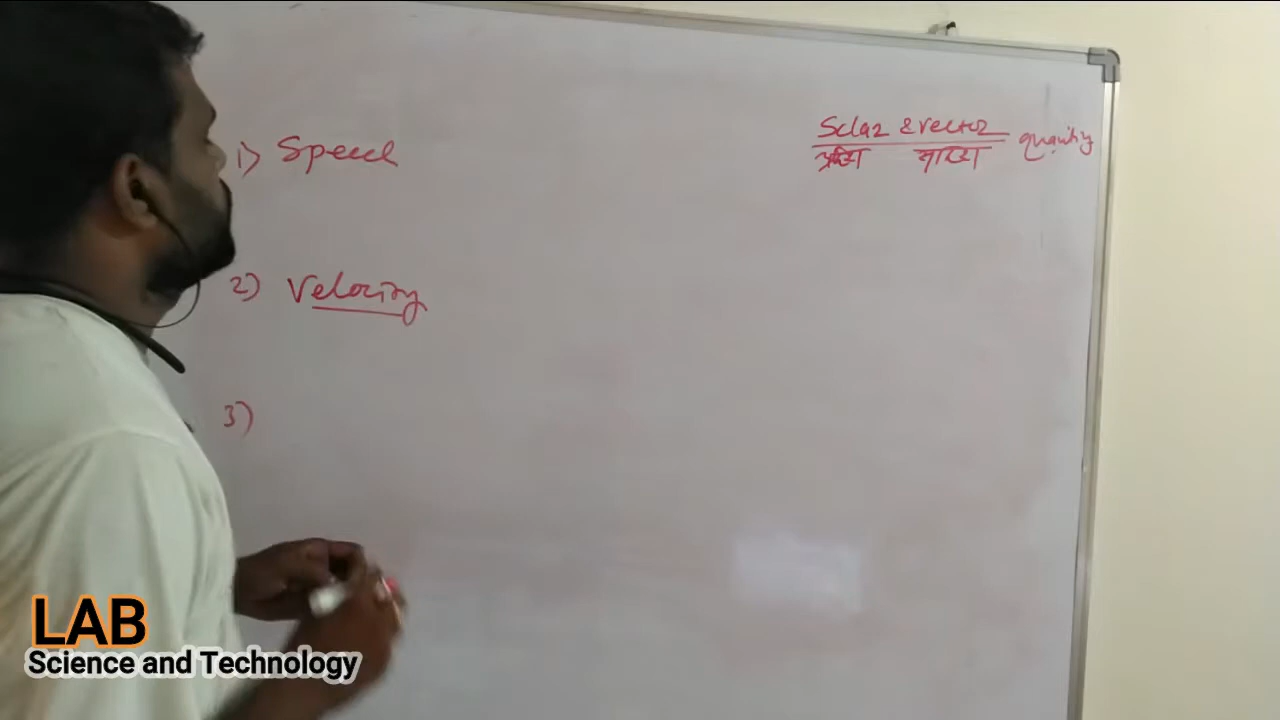 1) Speed
2) Velocity
3)
Sclar & vector quantity
LAB
Science and Technology